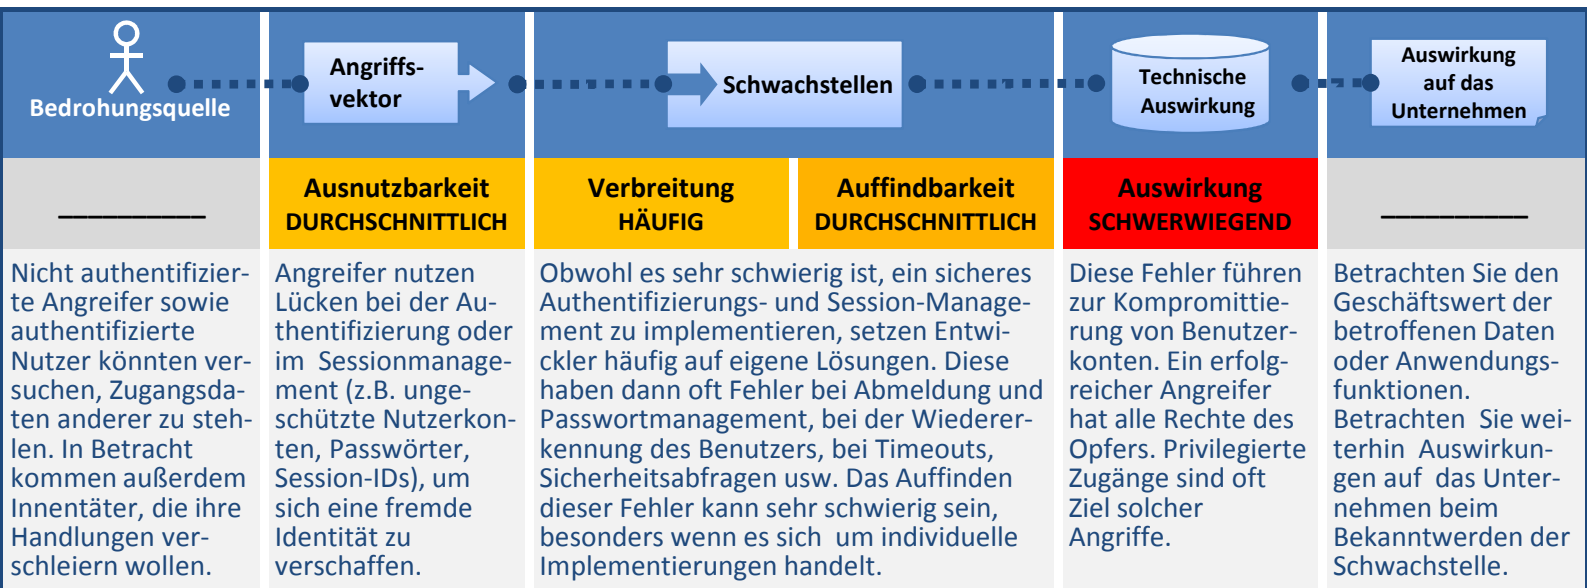 Bedrohungsquelle
Angriffs-
vektor
Schwachstellen
Technische
Auswirkung
Auswirkung
auf das
Unternehmen
__________
Ausnutzbarkeit
DURCHSCHNITTLICH
Verbreitung
HÄUFIG
Auffindbarkeit
DURCHSCHNITTLICH
Auswirkung
SCHWERWIEGEND
__________
Nicht authentifizier-
te Angreifer sowie
authentifizierte
Nutzer könnten ver-
suchen, Zugangsda-
ten anderer zu steh-
len. In Betracht
kommen außerdem
Innentäter, die ihre
Handlungen ver-
schleiern wollen.
Angreifer nutzen
Lücken bei der Au-
thentifizierung oder
im Sessionmanage-
ment (z.B. unge-
schützte Nutzerkon-
ten, Passwörter,
Session-IDs), um
sich eine fremde
Identität zu
verschaffen.
Obwohl es sehr schwierig ist, ein sicheres
Authentifizierungs- und Session-Manage-
ment zu implementieren, setzen Entwi-
ckler häufig auf eigene Lösungen. Diese
haben dann oft Fehler bei Abmeldung und
Passwortmanagement, bei der Wiederer-
kennung des Benutzers, bei Timeouts,
Sicherheitsabfragen usw. Das Auffinden
dieser Fehler kann sehr schwierig sein,
besonders wenn es sich um individuelle
Implementierungen handelt.
Diese Fehler führen
zur Kompromittie-
rung von Benutzer-
konten. Ein erfolg-
reicher Angreifer
hat alle Rechte des
Opfers. Privilegierte
Zugänge sind oft
Ziel solcher
Angriffe.
Betrachten Sie den
Geschäftswert der
betroffenen Daten
oder Anwendungs-
funktionen.
Betrachten Sie wei-
terhin Auswirkun-
gen auf das Unter-
nehmen beim
Bekanntwerden der
Schwachstelle.